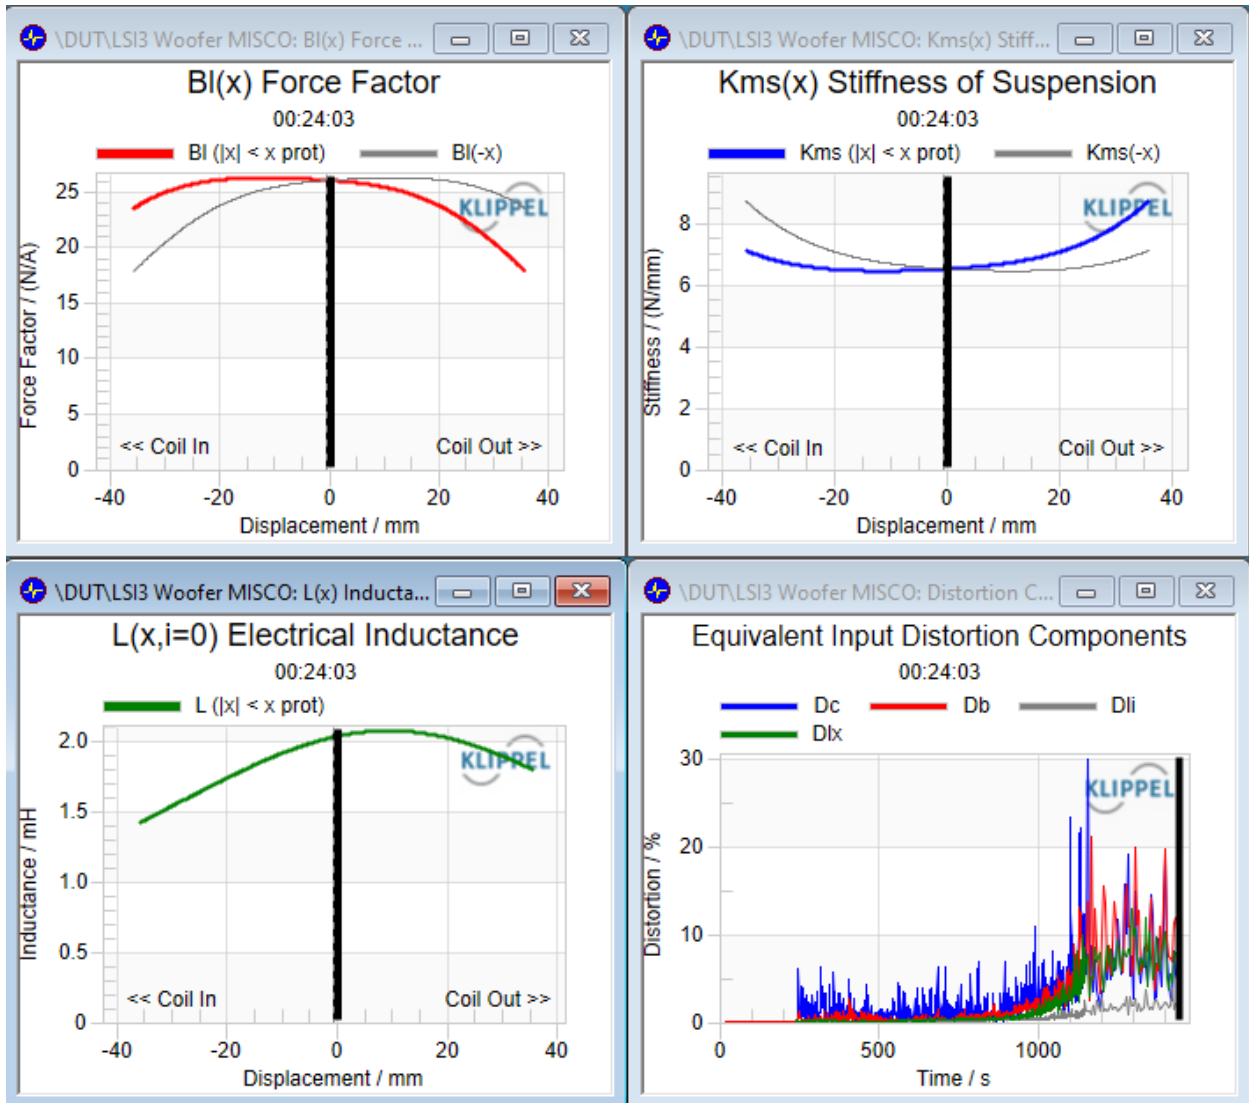 \DUT\LSI3 Woofer MISCO: Bl(x) Force ...
Bl(x) Force Factor
00:24:03
Bl (|x| < x prot) Bl(-x)
KLIPPEL
Force Factor / (N/A)
25
20
15
10
5
0
<< Coil In Coil Out >>
-40 -20 0 20 40
Displacement / mm
\DUT\LSI3 Woofer MISCO: Kms(x) Stiff...
Kms(x) Stiffness of Suspension
00:24:03
Kms (|x| < x prot) Kms(-x)
KLIPPEL
Stiffness / (N/mm)
8
6
4
2
0
<< Coil In Coil Out >>
-40 -20 0 20 40
Displacement / mm
\DUT\LSI3 Woofer MISCO: L(x) Inducta...
L(x,i=0) Electrical Inductance
00:24:03
L (|x| < x prot)
KLIPPEL
Inductance / mH
2.0
1.5
1.0
0.5
0
<< Coil In Coil Out >>
-40 -20 0 20 40
Displacement / mm
\DUT\LSI3 Woofer MISCO: Distortion C...
Equivalent Input Distortion Components
00:24:03
Dc Db Dli
Dlx
KLIPPEL
Distortion / %
30
20
10
0
0 500 1000
Time / s